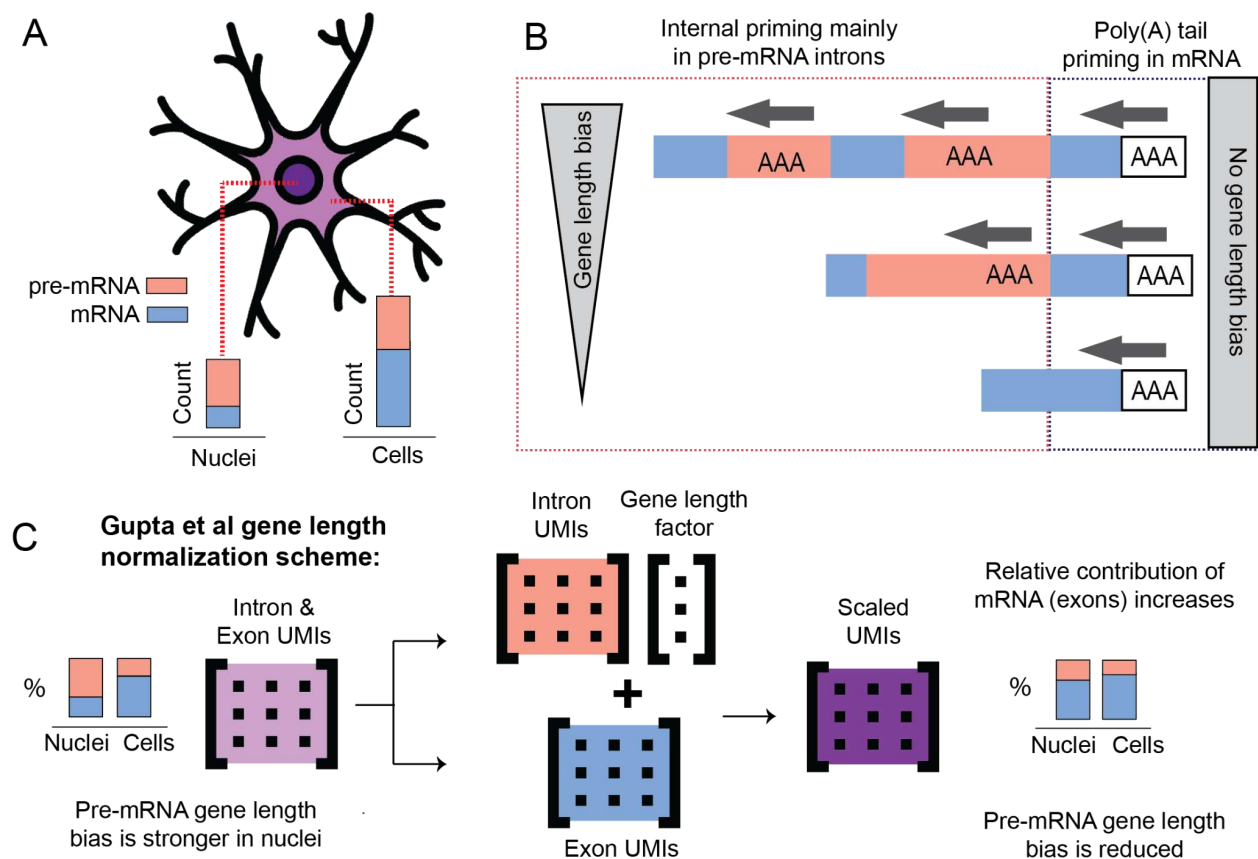 A
pre-mRNA
mRNA
Count
Nuclei
Count
Cells
B
Internal priming mainly
in pre-mRNA introns
Poly(A) tail
priming in mRNA
Gene length bias
AAA
AAA
AAA
AAA
AAA
AAA
No gene length bias
C
Gupta et al gene length
normalization scheme:
%
Nuclei
Cells
Intron &
Exon UMIs
Pre-mRNA gene length
bias is stronger in nuclei
Intron
UMIs
Gene length
factor
+
Exon UMIs
Scaled
UMIs
Relative contribution of
mRNA (exons) increases
%
Nuclei
Cells
Pre-mRNA gene length
bias is reduced